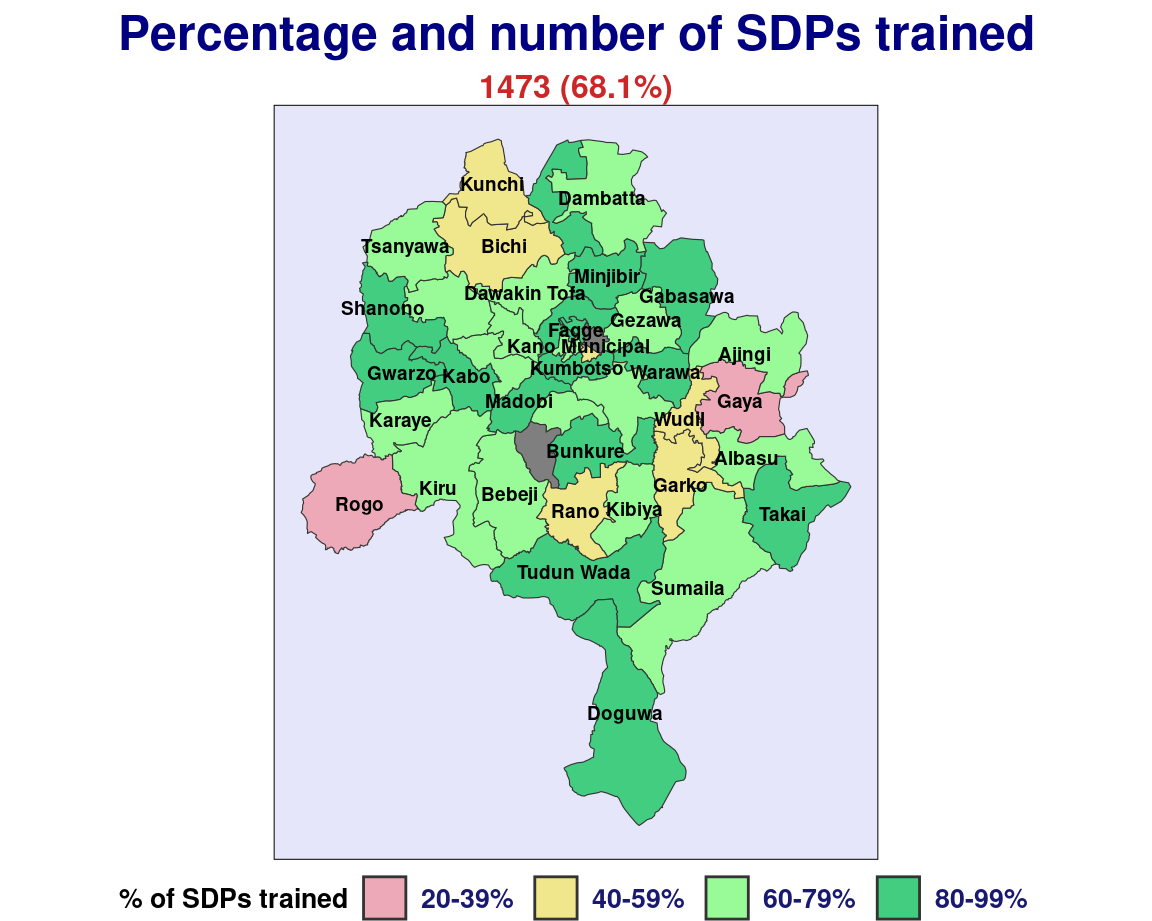 Percentage and number of SDPs trained
1473 (68.1%)
Kunchi
Dambatta
Tsanyawa
Bichi
Minjibir
Dawakin Tofa
Gabasawa
Shanono
Gezawa
Fagge
Kano Municipal
Ajingi
Kumbotso
Warawa
Gwarzo
Kabo
Madobi
Gaya
Karaye
Wudil
Bunkure
Albasu
Garko
Kiru
Bebeji
Rogo
Rano
Kibiya
Takai
Tudun Wada
Sumaila
Doguwa
% of SDPs trained 20-39% 40-59% 60-79% 80-99%